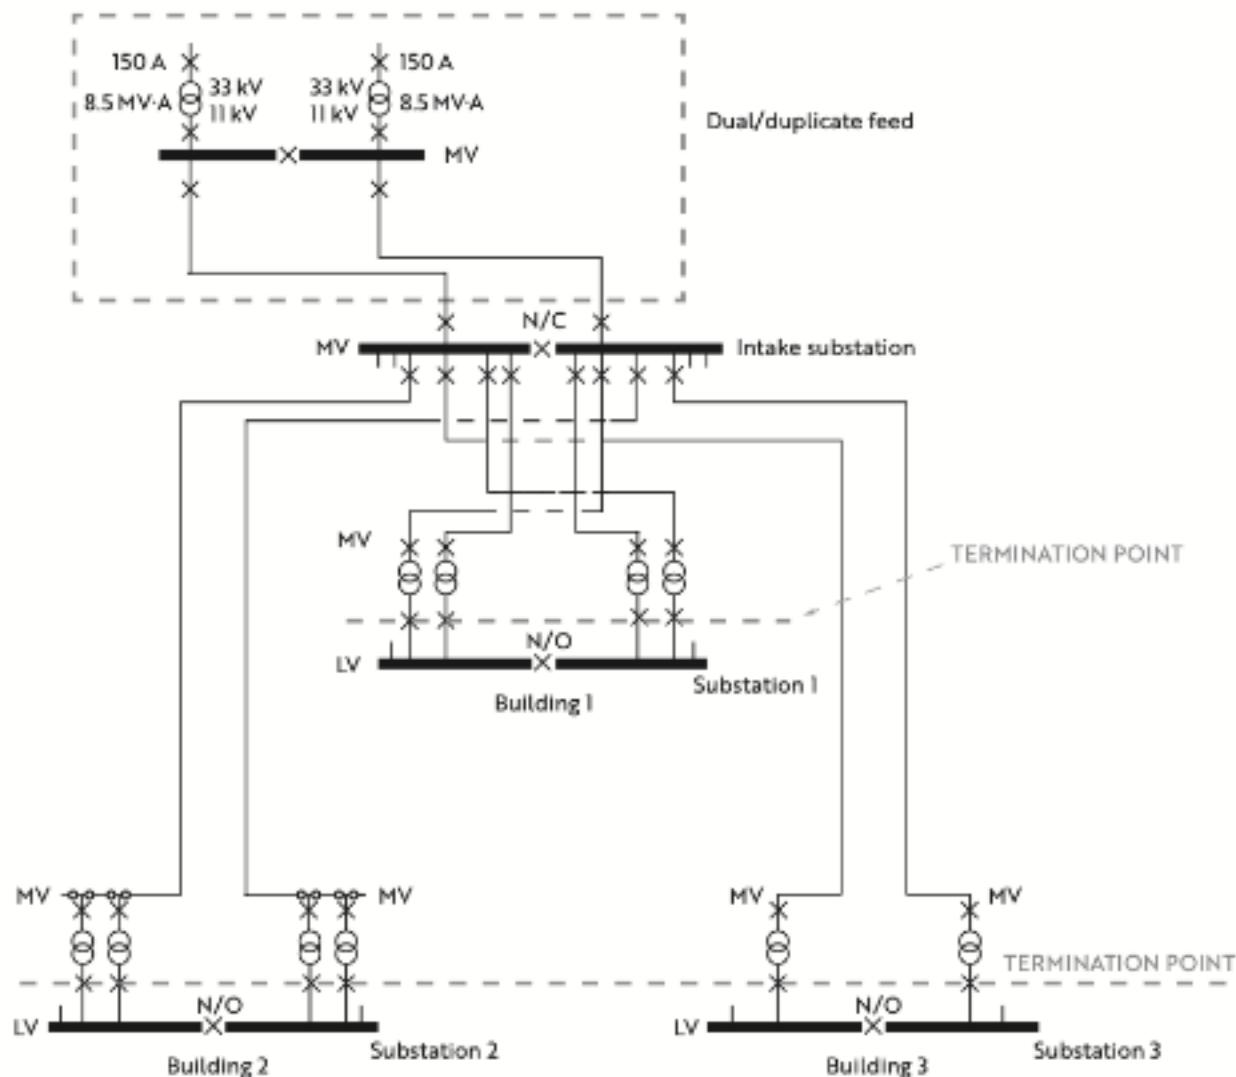 150 A
150 A
33 kV
33 kV
8.5 MV·A
11 kV
11 kV
8.5 MV·A
Dual/duplicate feed
MV
N/C
MV
Intake substation
MV
TERMINATION POINT
N/O
LV
Substation 1
Building 1
MV
MV
MV
MV
TERMINATION POINT
N/O
N/O
LV
LV
Substation 2
Substation 3
Building 2
Building 3